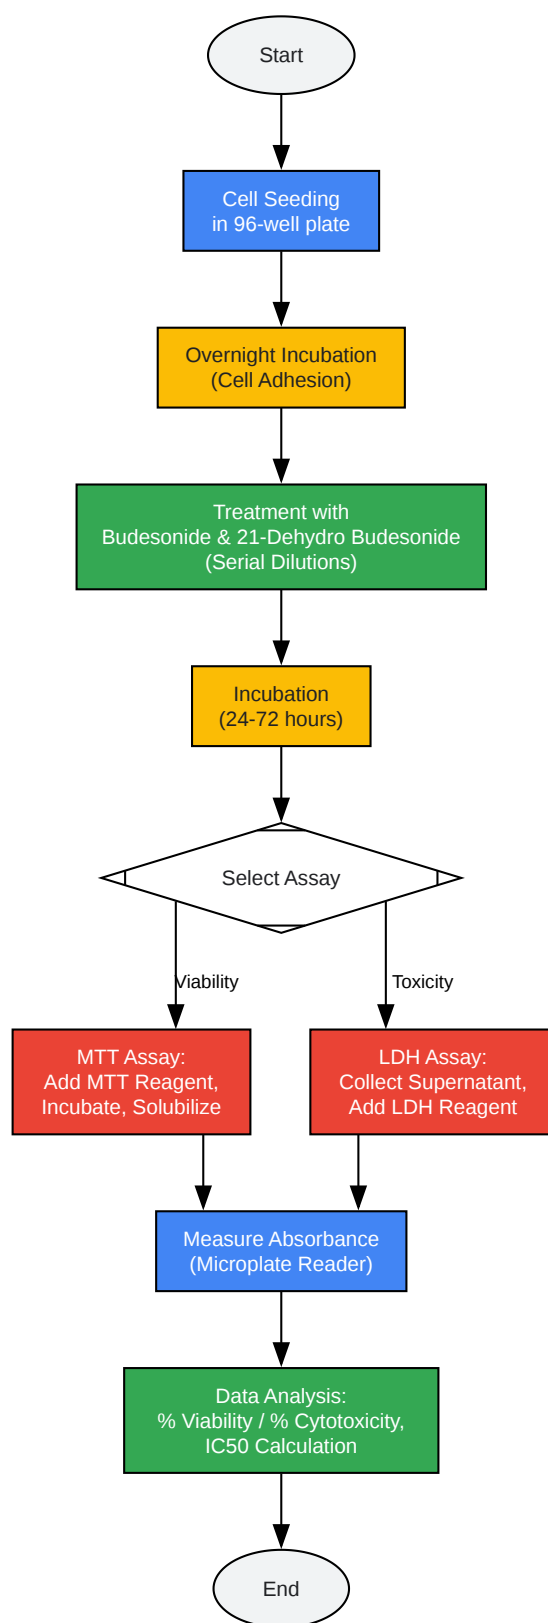 Start
Cell Seeding
in 96-well plate
Overnight Incubation
(Cell Adhesion)
Treatment with
Budesonide & 21-Dehydro Budesonide
(Serial Dilutions)
Incubation
(24-72 hours)
Select Assay
Viability
Toxicity
MTT Assay:
Add MTT Reagent,
Incubate, Solubilize
LDH Assay:
Collect Supernatant,
Add LDH Reagent
Measure Absorbance
(Microplate Reader)
Data Analysis:
% Viability / % Cytotoxicity,
IC50 Calculation
End